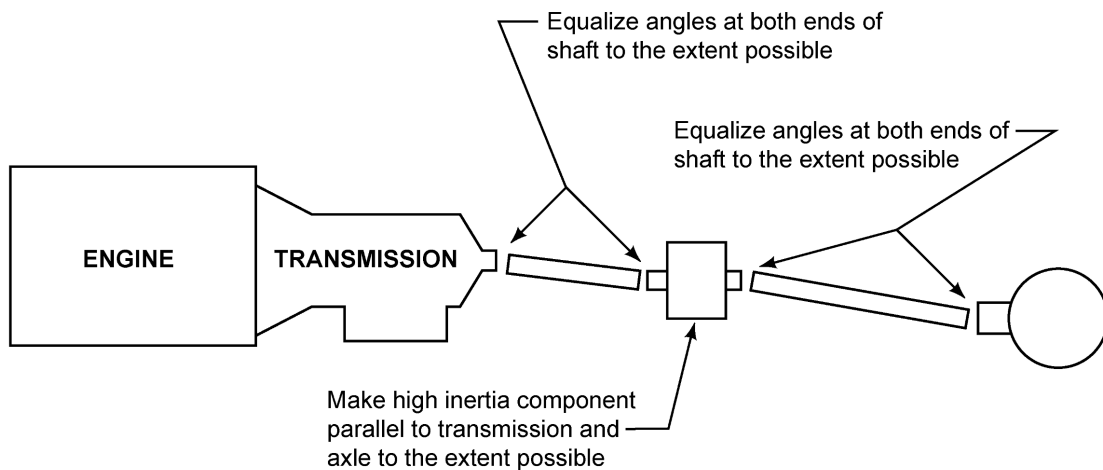 Equalize angles at both ends of
shaft to the extent possible
Equalize angles at both ends of
shaft to the extent possible
ENGINE
TRANSMISSION
Make high inertia component
parallel to transmission and
axle to the extent possible